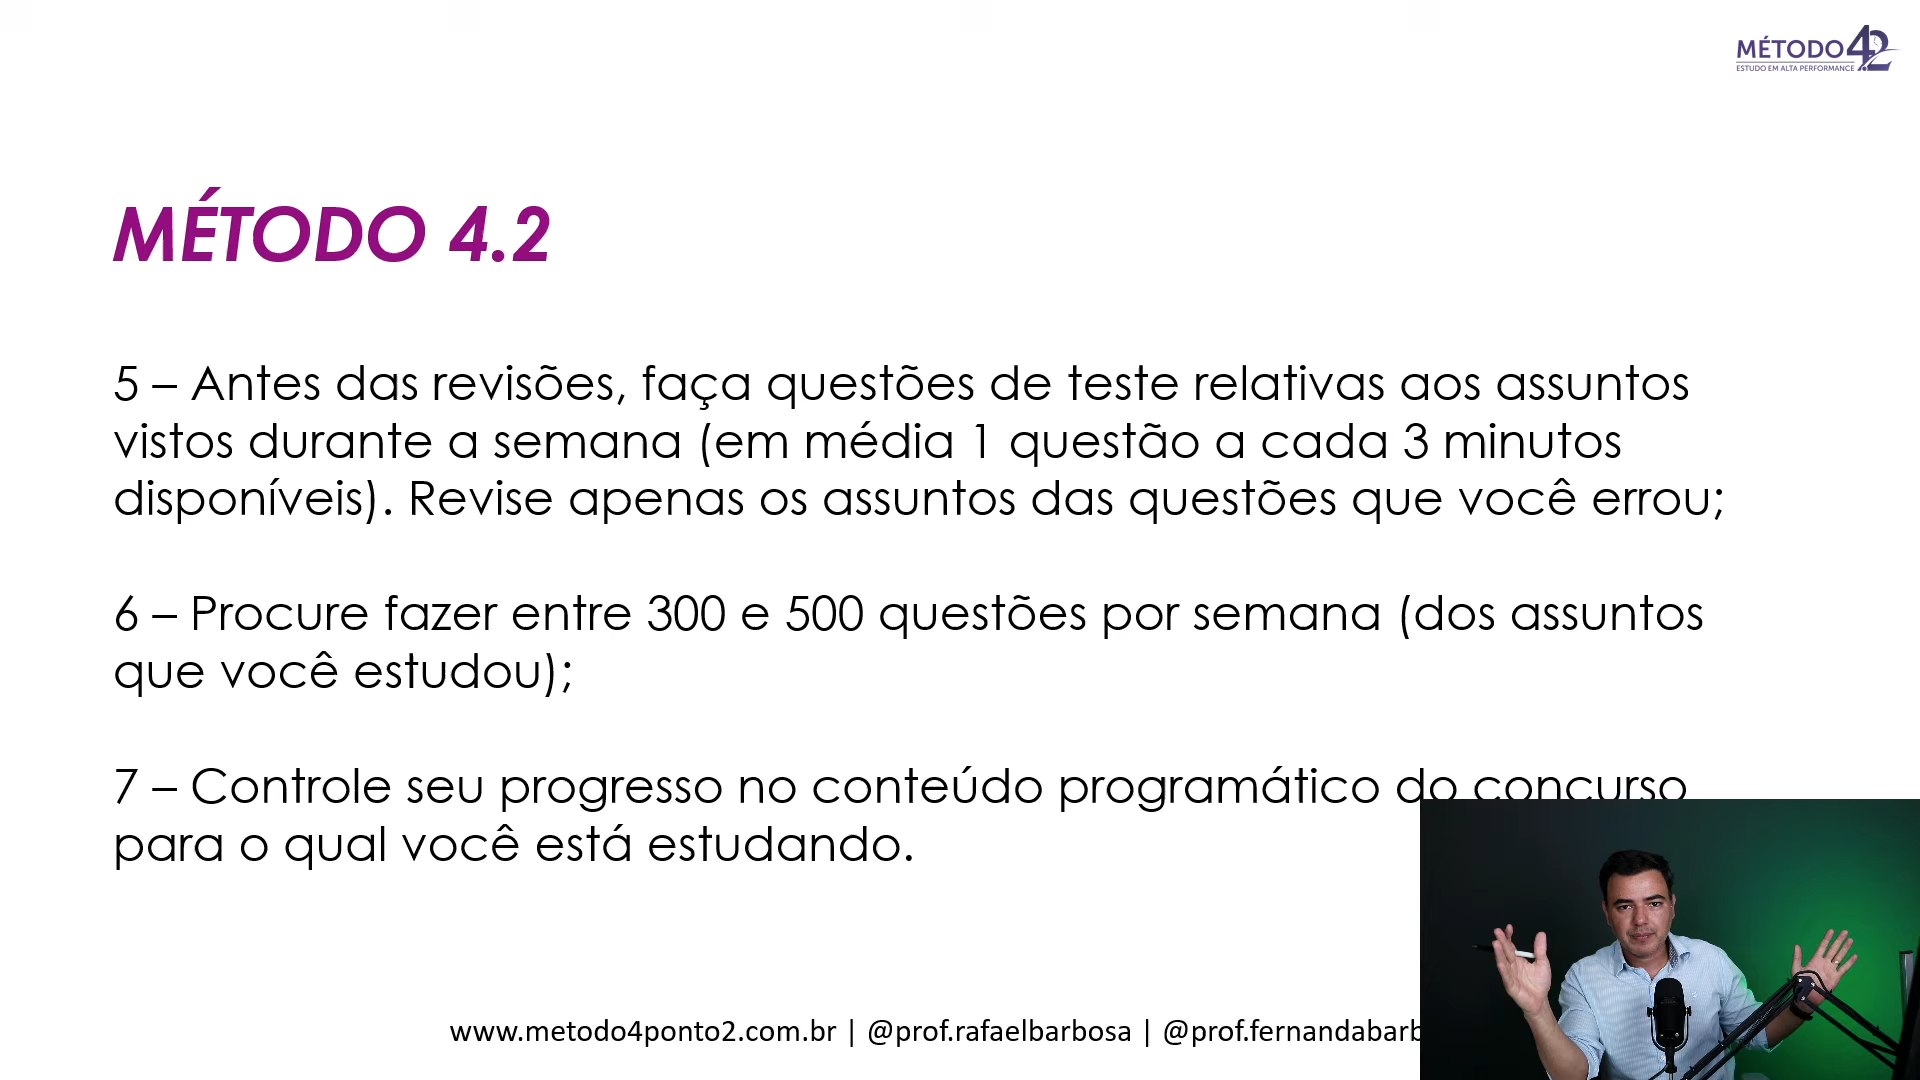 MÉTODO 4.2
ESTUDO EM ALTA PERFORMANCE
MÉTODO 4.2
5 – Antes das revisões, faça questões de teste relativas aos assuntos
vistos durante a semana (em média 1 questão a cada 3 minutos
disponíveis). Revise apenas os assuntos das questões que você errou;
6 – Procure fazer entre 300 e 500 questões por semana (dos assuntos
que você estudou);
7 – Controle seu progresso no conteúdo programático do concurso
para o qual você está estudando.
www.metodo4ponto2.com.br | @prof.rafaelbarbosa | @prof.fernandabarb